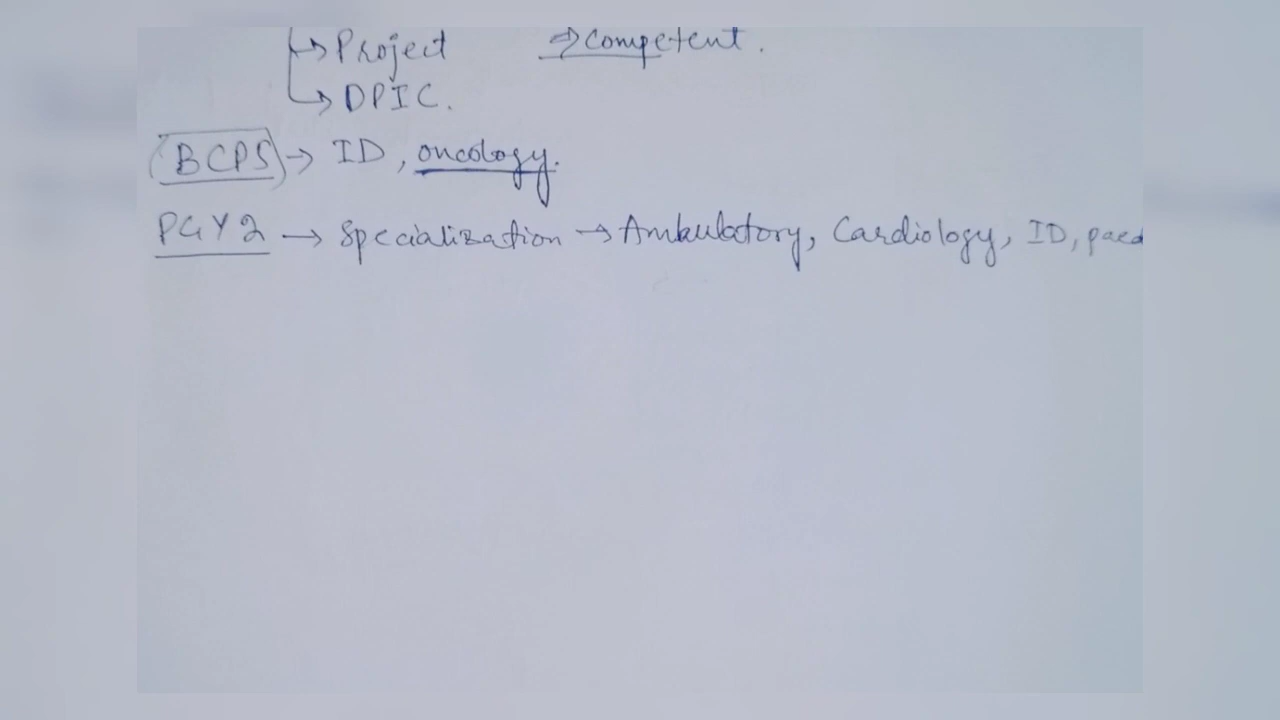 ↳ Project ⇒ Competent.
↳ DPIC.
BCPS → ID, oncology.
PGY2 → Specialization → Ambulatory, Cardiology, ID, paed